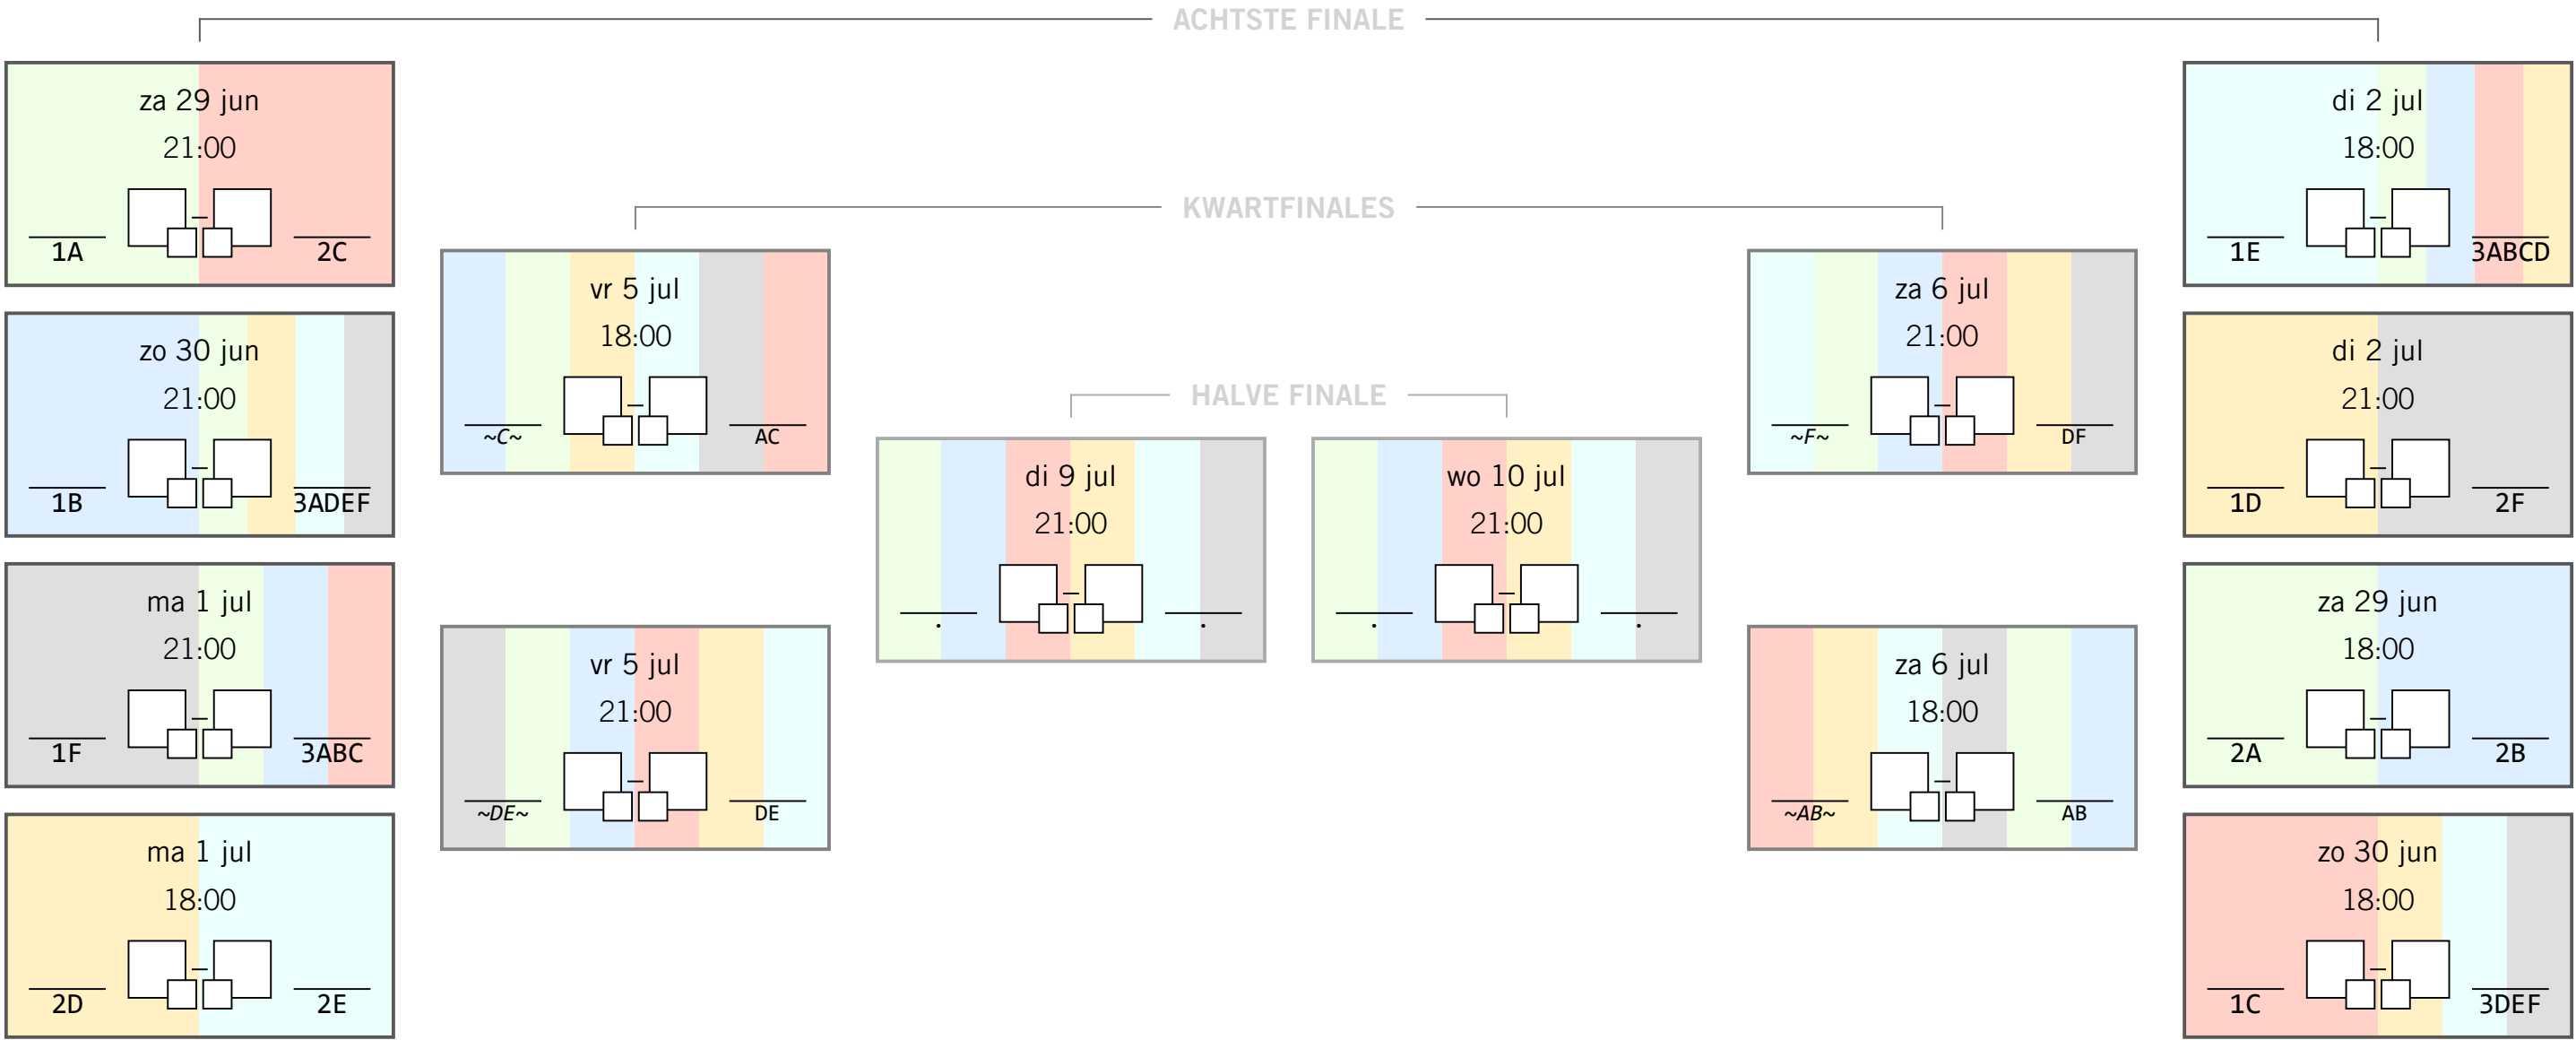 ACHTSTE FINALE
za 29 jun
21:00
–
1A
2C
zo 30 jun
21:00
–
1B
3ADEF
ma 1 jul
21:00
–
1F
3ABC
ma 1 jul
18:00
–
2D
2E
KWARTFINALES
vr 5 jul
18:00
–
~C~
AC
vr 5 jul
21:00
–
~DE~
DE
HALVE FINALE
di 9 jul
21:00
–
.
.
wo 10 jul
21:00
–
.
.
za 6 jul
21:00
–
~F~
DF
za 6 jul
18:00
–
~AB~
AB
di 2 jul
18:00
–
1E
3ABCD
di 2 jul
21:00
–
1D
2F
za 29 jun
18:00
–
2A
2B
zo 30 jun
18:00
–
1C
3DEF